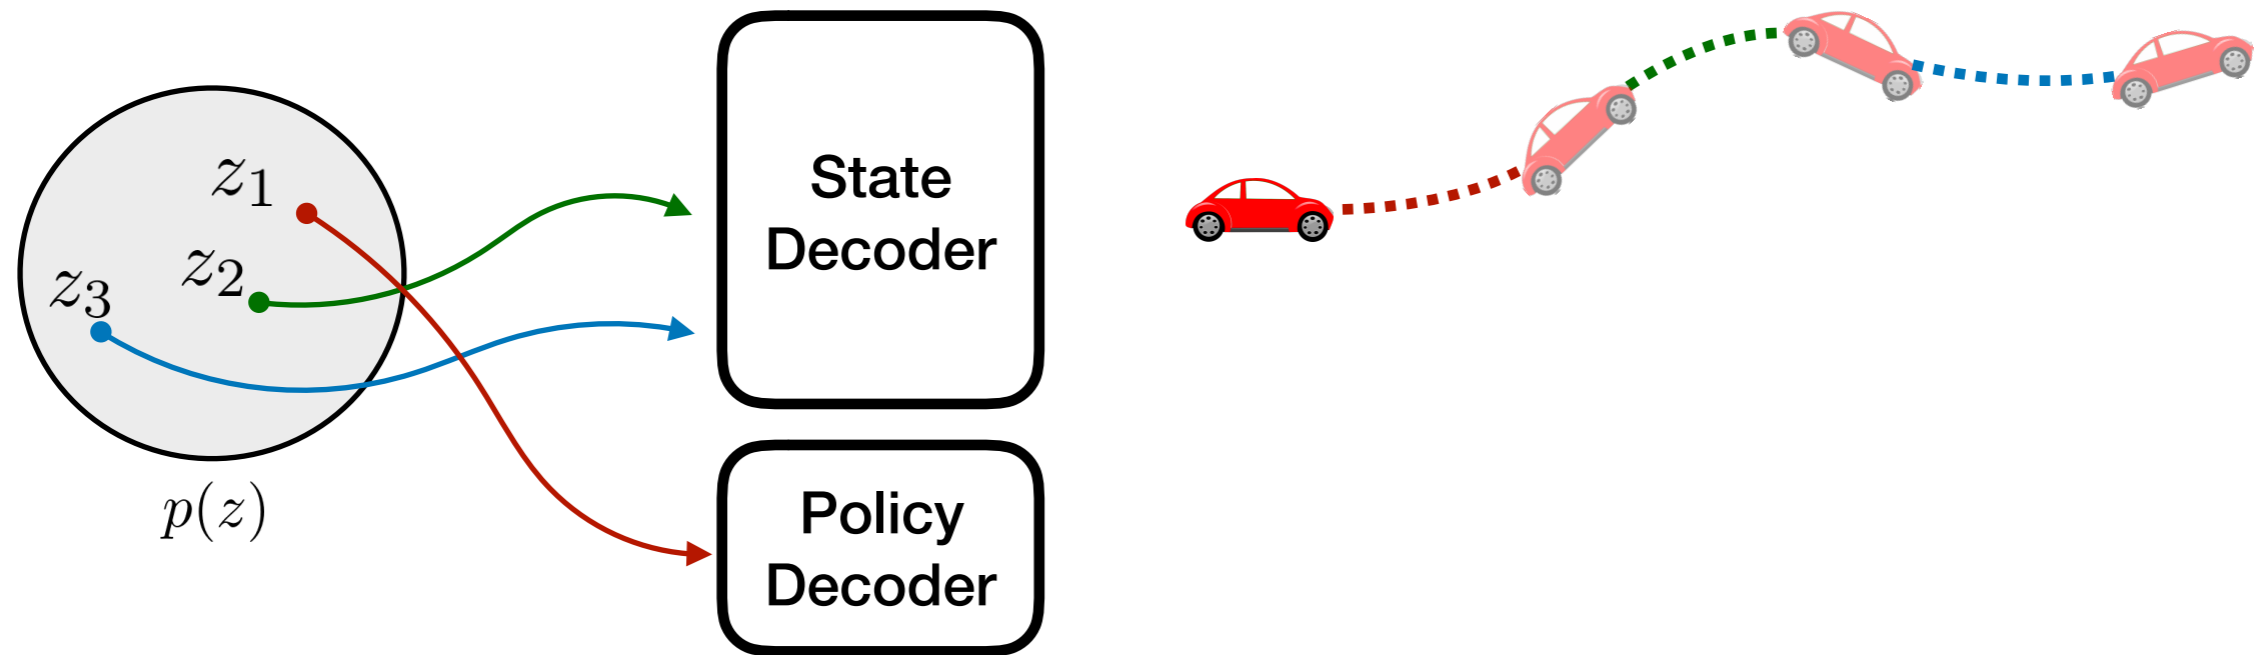 z1
z2
z3
p(z)
State
Decoder
Policy
Decoder